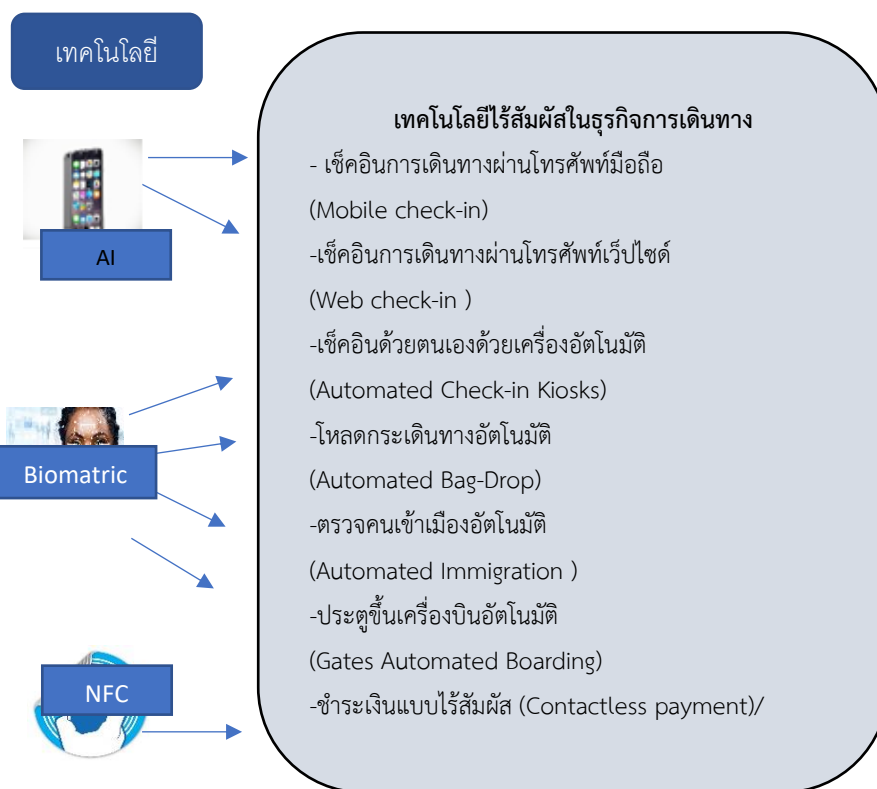 เทคโนโลยี
AI
Biomatric
NFC
เทคโนโลยีไร้สัมผัสในธุรกิจการเดินทาง
- เช็คอินการเดินทางผ่านโทรศัพท์มือถือ
(Mobile check-in)
-เช็คอินการเดินทางผ่านโทรศัพท์เว็ปไซด์
(Web check-in )
-เช็คอินด้วยตนเองด้วยเครื่องอัตโนมัติ
(Automated Check-in Kiosks)
-โหลดกระเดินทางอัตโนมัติ
(Automated Bag-Drop)
-ตรวจคนเข้าเมืองอัตโนมัติ
(Automated Immigration )
-ประตูขึ้นเครื่องบินอัตโนมัติ
(Gates Automated Boarding)
-ชำระเงินแบบไร้สัมผัส (Contactless payment)/